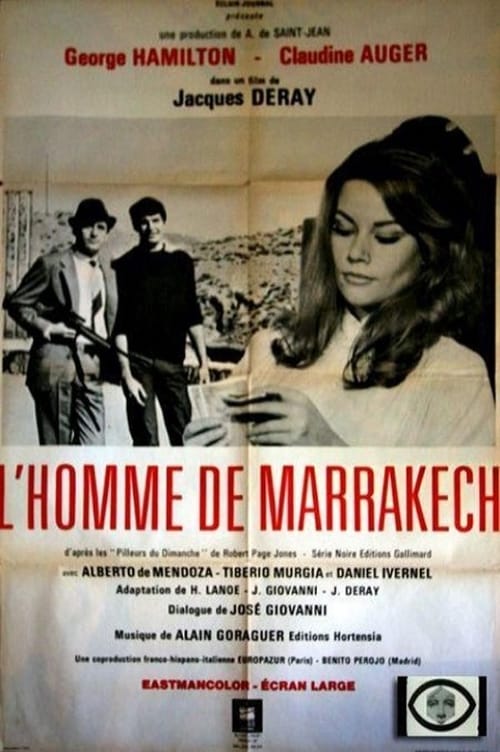 ECLAIR-JOURNAL
présente
une production de A. de SAINT-JEAN
George HAMILTON - Claudine AUGER
dans un film de
Jacques DERAY
L'HOMME DE MARRAKECH
d'après les "Pilleurs du Dimanche" de Robert Page Jones - Série Noire Editions Gallimard
avec ALBERTO de MENDOZA - TIBERIO MURGIA et DANIEL IVERNEL
Adaptation de H. LANOE - J. GIOVANNI - J. DERAY
Dialogue de JOSÉ GIOVANNI
Musique de ALAIN GORAGUER Editions Hortensia
Une coproduction franco-hispano-italienne EUROPAZUR (Paris) - BENITO PEROJO (Madrid)
EASTMANCOLOR - ÉCRAN LARGE